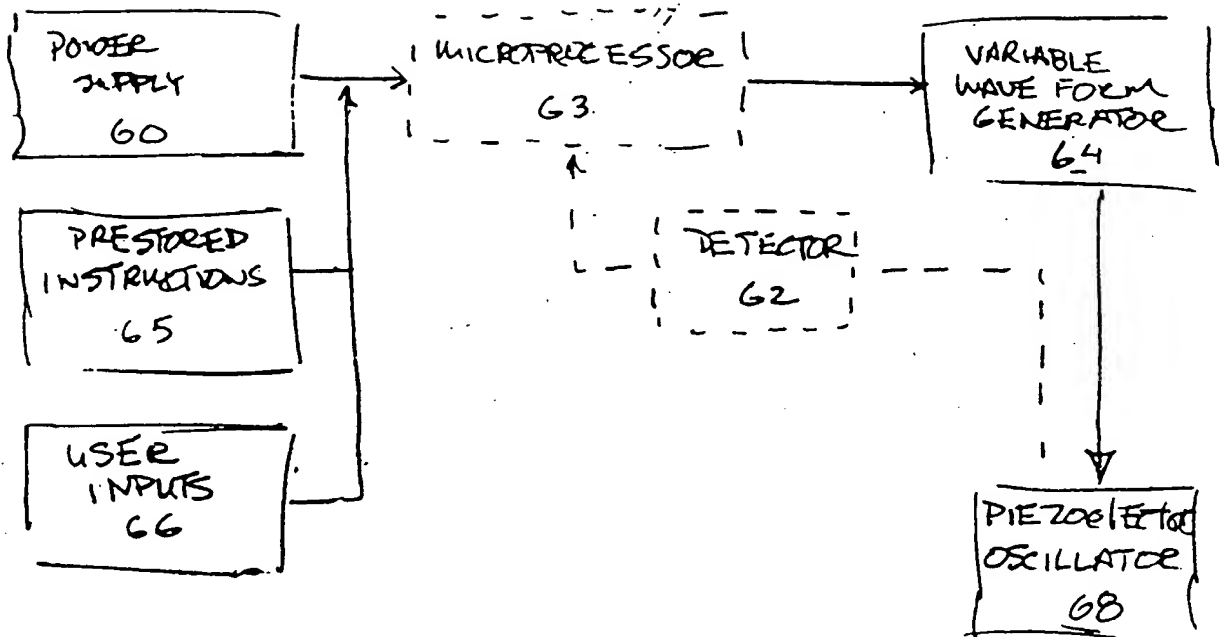 POWER
SUPPLY
60
MICROPROCESSOR
63
VARIABLE
WAVE FORM
GENERATOR
64
PRESTORED
INSTRUCTIONS
65
DETECTOR
62
USER
INPUTS
66
PIEZOelEctoc
OSCILLATOR
68